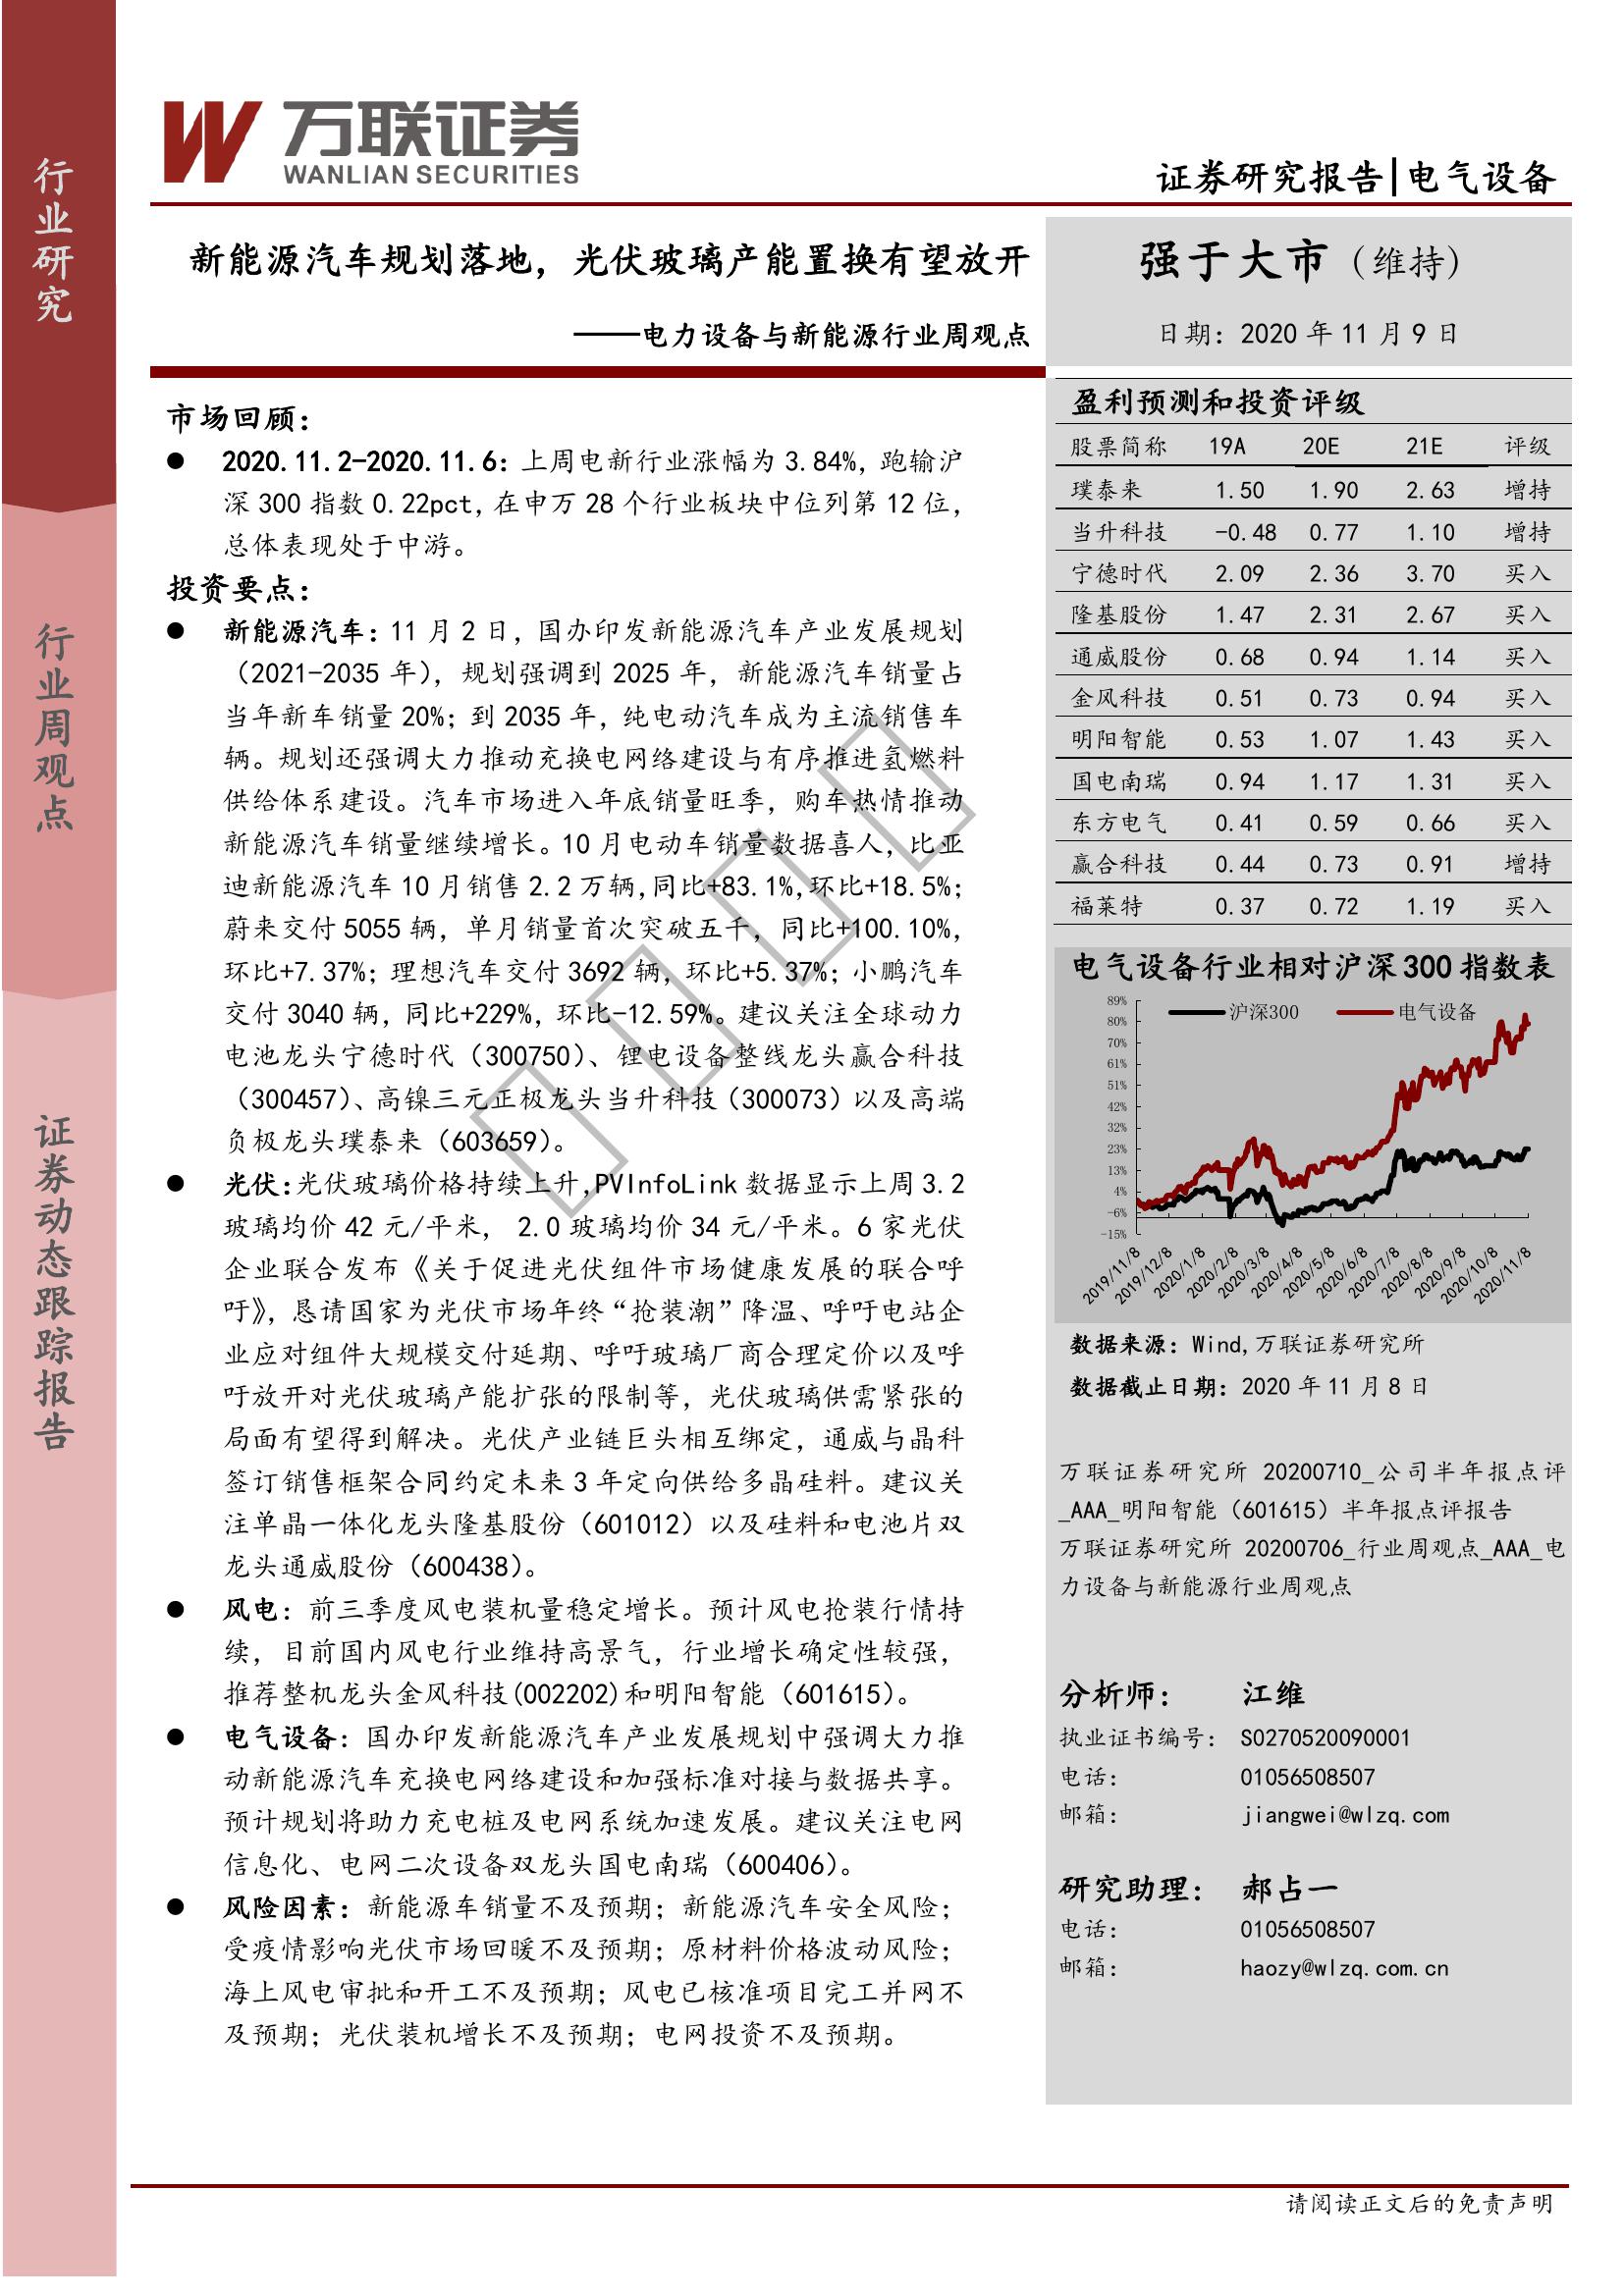 行业研究
行业周观点
证券动态跟踪报告
万联证券
WANLIAN SECURITIES
证券研究报告|电气设备
新能源汽车规划落地，光伏玻璃产能置换有望放开
——电力设备与新能源行业周观点
强于大市（维持）
日期：2020 年 11 月 9 日
市场回顾：
● 2020.11.2-2020.11.6：上周电新行业涨幅为 3.84%，跑输沪
深 300 指数 0.22pct，在申万 28 个行业板块中位列第 12 位，
总体表现处于中游。
投资要点：
● 新能源汽车：11 月 2 日，国办印发新能源汽车产业发展规划
（2021-2035 年），规划强调到 2025 年，新能源汽车销量占
当年新车销量 20%；到 2035 年，纯电动汽车成为主流销售车
辆。规划还强调大力推动充换电网络建设与有序推进氢燃料
供给体系建设。汽车市场进入年底销量旺季，购车热情推动
新能源汽车销量继续增长。10 月电动车销量数据喜人，比亚
迪新能源汽车 10 月销售 2.2 万辆,同比+83.1%,环比+18.5%；
蔚来交付 5055 辆，单月销量首次突破五千，同比+100.10%，
环比+7.37%；理想汽车交付 3692 辆，环比+5.37%；小鹏汽车
交付 3040 辆，同比+229%，环比-12.59%。建议关注全球动力
电池龙头宁德时代（300750）、锂电设备整线龙头赢合科技
（300457）、高镍三元正极龙头当升科技（300073）以及高端
负极龙头璞泰来（603659）。
● 光伏：光伏玻璃价格持续上升,PVInfoLink 数据显示上周 3.2
玻璃均价 42 元/平米， 2.0 玻璃均价 34 元/平米。6 家光伏
企业联合发布《关于促进光伏组件市场健康发展的联合呼
吁》，恳请国家为光伏市场年终“抢装潮”降温、呼吁电站企
业应对组件大规模交付延期、呼吁玻璃厂商合理定价以及呼
吁放开对光伏玻璃产能扩张的限制等，光伏玻璃供需紧张的
局面有望得到解决。光伏产业链巨头相互绑定，通威与晶科
签订销售框架合同约定未来 3 年定向供给多晶硅料。建议关
注单晶一体化龙头隆基股份（601012）以及硅料和电池片双
龙头通威股份（600438）。
● 风电：前三季度风电装机量稳定增长。预计风电抢装行情持
续，目前国内风电行业维持高景气，行业增长确定性较强，
推荐整机龙头金风科技(002202)和明阳智能（601615）。
● 电气设备：国办印发新能源汽车产业发展规划中强调大力推
动新能源汽车充换电网络建设和加强标准对接与数据共享。
预计规划将助力充电桩及电网系统加速发展。建议关注电网
信息化、电网二次设备双龙头国电南瑞（600406）。
● 风险因素：新能源车销量不及预期；新能源汽车安全风险；
受疫情影响光伏市场回暖不及预期；原材料价格波动风险；
海上风电审批和开工不及预期；风电已核准项目完工并网不
及预期；光伏装机增长不及预期；电网投资不及预期。
盈利预测和投资评级
股票简称 19A 20E 21E 评级
璞泰来 1.50 1.90 2.63 增持
当升科技 -0.48 0.77 1.10 增持
宁德时代 2.09 2.36 3.70 买入
隆基股份 1.47 2.31 2.67 买入
通威股份 0.68 0.94 1.14 买入
金风科技 0.51 0.73 0.94 买入
明阳智能 0.53 1.07 1.43 买入
国电南瑞 0.94 1.17 1.31 买入
东方电气 0.41 0.59 0.66 买入
赢合科技 0.44 0.73 0.91 增持
福莱特 0.37 0.72 1.19 买入
电气设备行业相对沪深 300 指数表
沪深300 电气设备
89%
80%
70%
61%
51%
42%
32%
23%
13%
4%
-6%
-15%
2019/11/8 2019/12/8 2020/1/8 2020/2/8 2020/3/8 2020/4/8 2020/5/8 2020/6/8 2020/7/8 2020/8/8 2020/9/8 2020/10/8 2020/11/8
数据来源：Wind,万联证券研究所
数据截止日期：2020 年 11 月 8 日
万联证券研究所 20200710_公司半年报点评
_AAA_明阳智能（601615）半年报点评报告
万联证券研究所 20200706_行业周观点_AAA_电
力设备与新能源行业周观点
分析师： 江维
执业证书编号： S0270520090001
电话： 01056508507
邮箱： jiangwei@wlzq.com
研究助理： 郝占一
电话： 01056508507
邮箱： haozy@wlzq.com.cn
请阅读正文后的免责声明